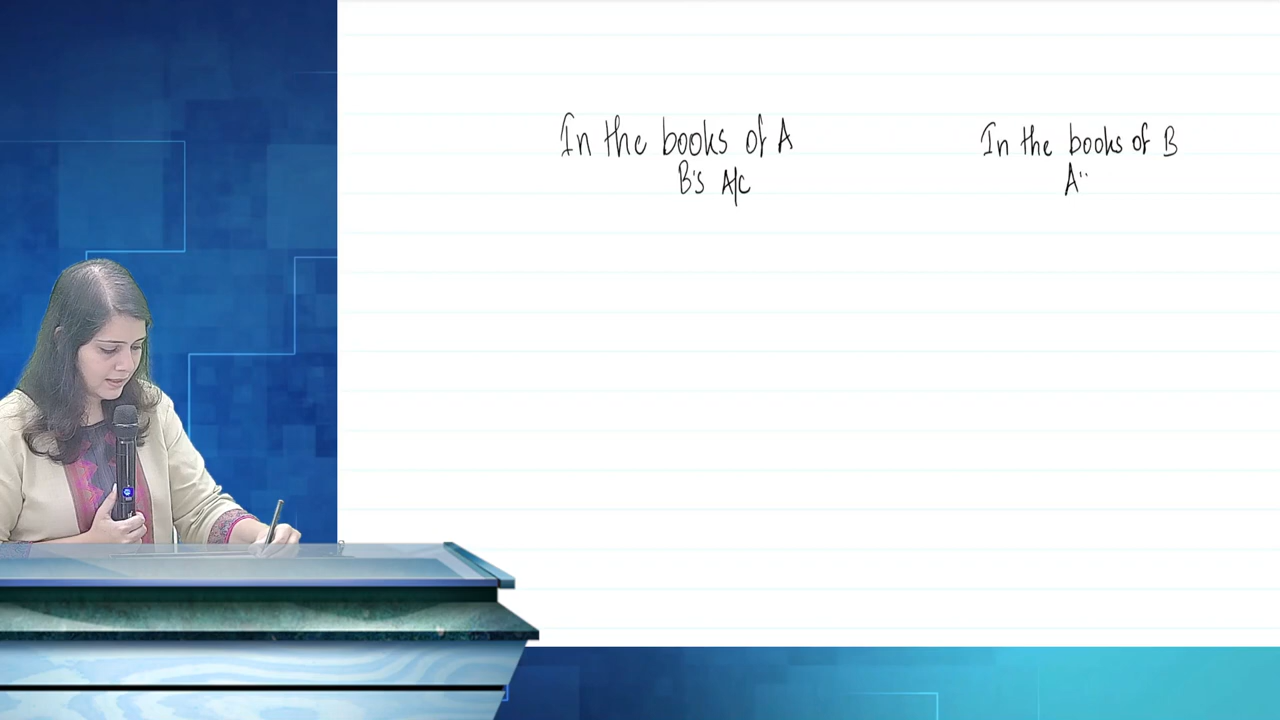 In the books of A
B's A/c
In the books of B
A"